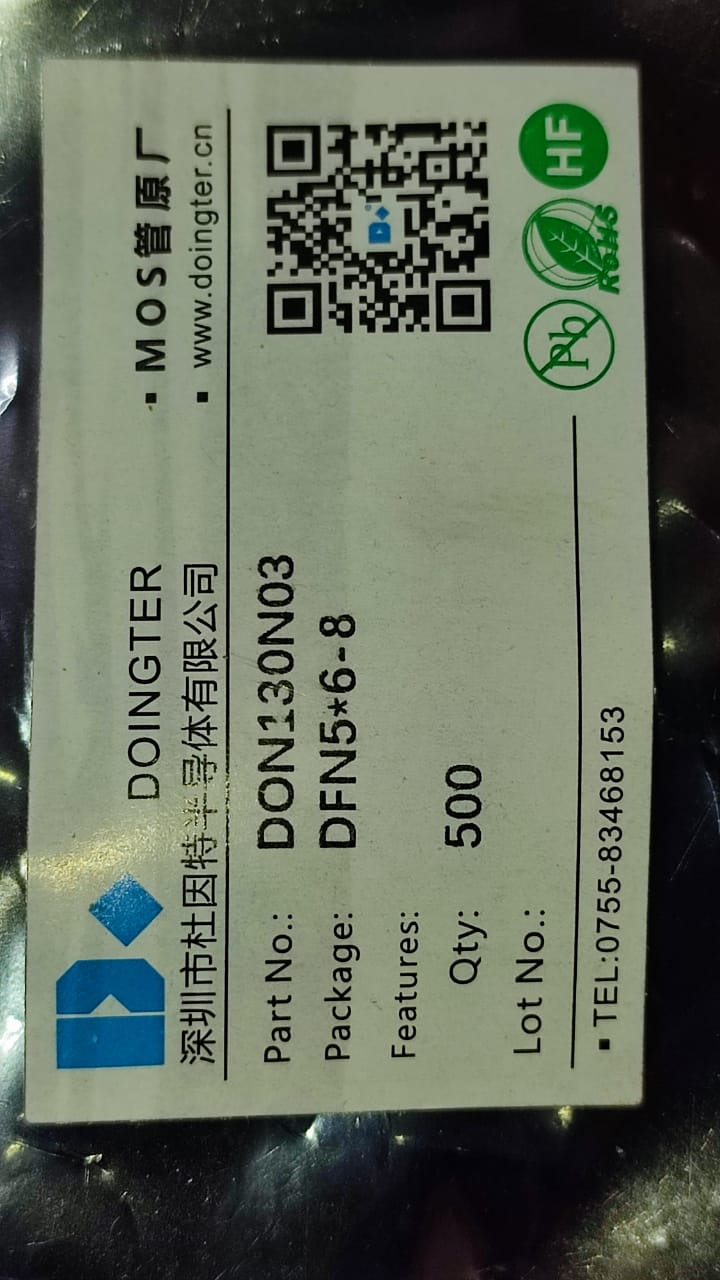 DOINGTER
深圳市杜因特半导体有限公司
▪ MOS管原厂
▪ www.doingter.cn
Part No.: DON130N03
Package: DFN5*6-8
Features:
Qty: 500
Lot No.:
▪ TEL:0755-83468153
Pb
RoHS
HF